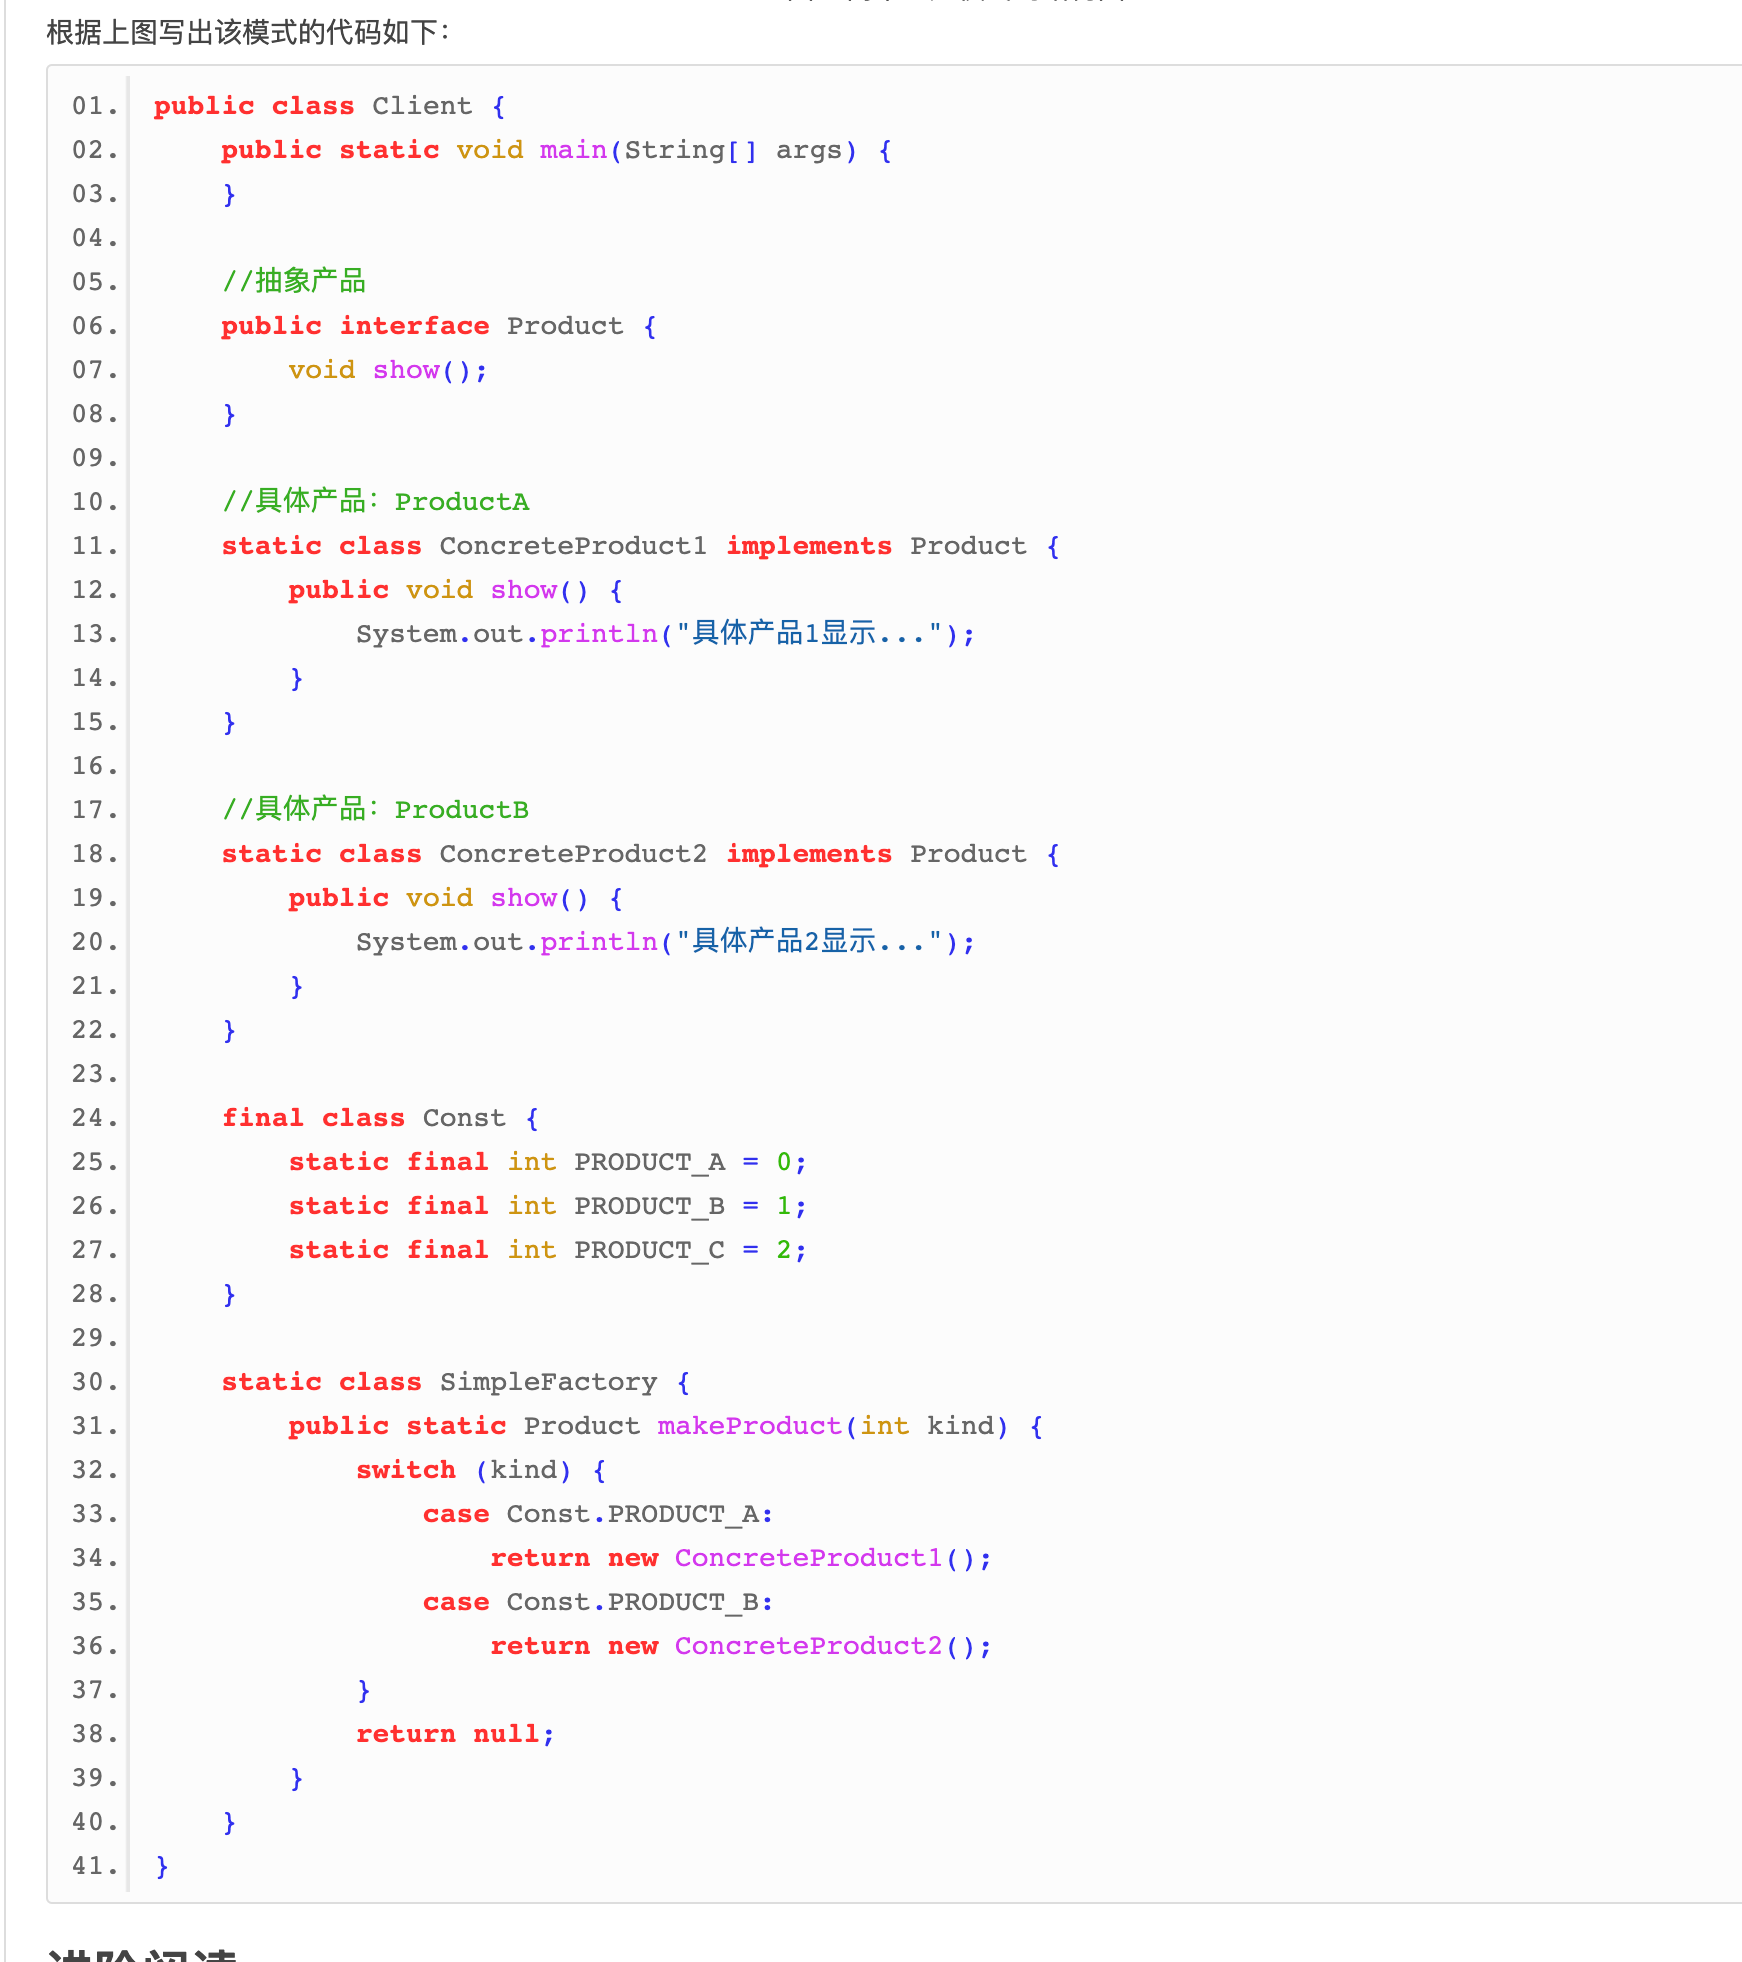 根据上图写出该模式的代码如下：
01. public class Client {
02. public static void main(String[] args) {
03. }
04.
05. //抽象产品
06. public interface Product {
07. void show();
08. }
09.
10. //具体产品：ProductA
11. static class ConcreteProduct1 implements Product {
12. public void show() {
13. System.out.println("具体产品1显示...");
14. }
15. }
16.
17. //具体产品：ProductB
18. static class ConcreteProduct2 implements Product {
19. public void show() {
20. System.out.println("具体产品2显示...");
21. }
22. }
23.
24. final class Const {
25. static final int PRODUCT_A = 0;
26. static final int PRODUCT_B = 1;
27. static final int PRODUCT_C = 2;
28. }
29.
30. static class SimpleFactory {
31. public static Product makeProduct(int kind) {
32. switch (kind) {
33. case Const.PRODUCT_A:
34. return new ConcreteProduct1();
35. case Const.PRODUCT_B:
36. return new ConcreteProduct2();
37. }
38. return null;
39. }
40. }
41. }